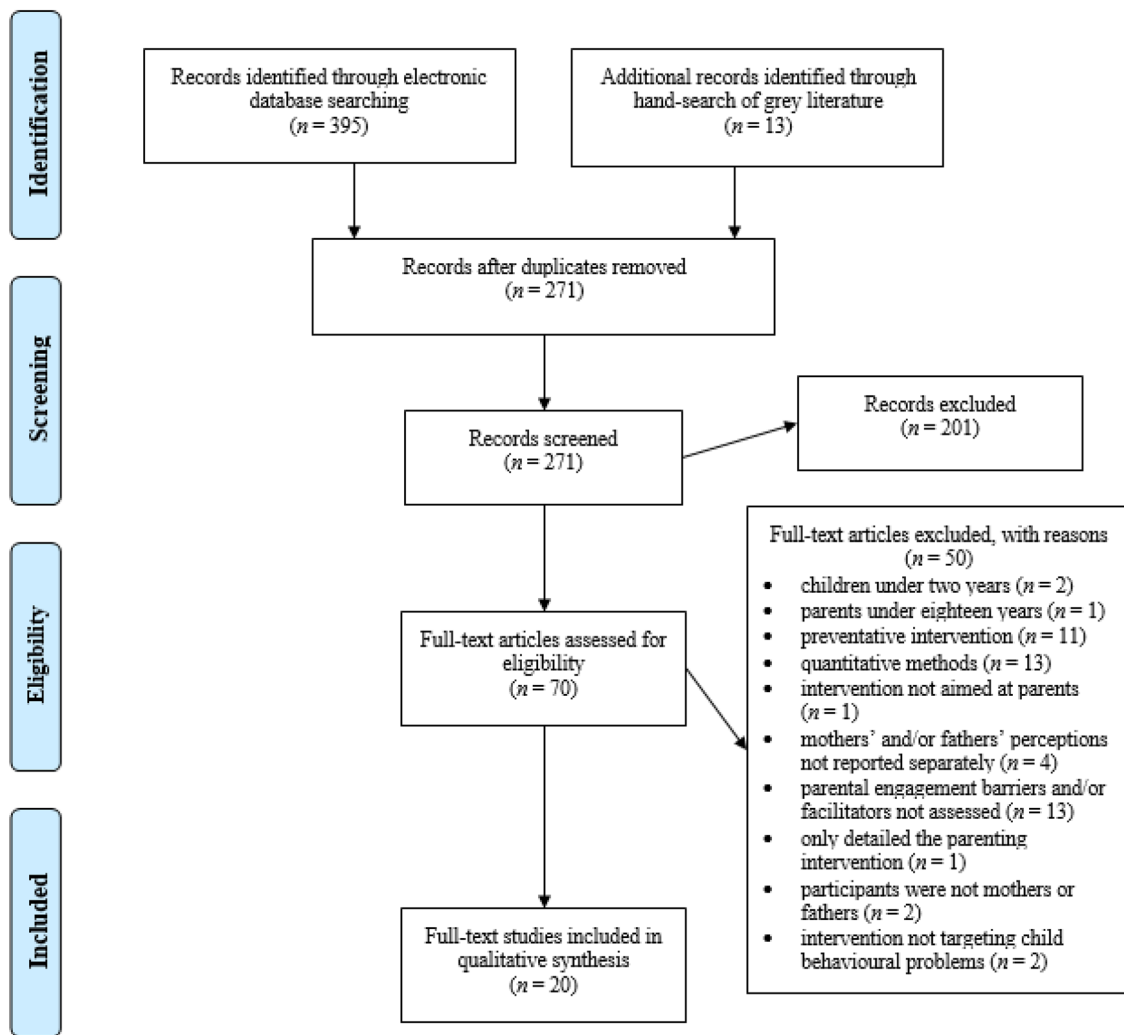 Identification
Records identified through electronic
database searching
(n = 395)
Additional records identified through
hand-search of grey literature
(n = 13)
Records after duplicates removed
(n = 271)
Screening
Records screened
(n = 271)
Records excluded
(n = 201)
Eligibility
Full-text articles assessed for
eligibility
(n = 70)
Full-text articles excluded, with reasons
(n = 50)
• children under two years (n = 2)
• parents under eighteen years (n = 1)
• preventative intervention (n = 11)
• quantitative methods (n = 13)
• intervention not aimed at parents
(n = 1)
• mothers’ and/or fathers’ perceptions
not reported separately (n = 4)
• parental engagement barriers and/or
facilitators not assessed (n = 13)
• only detailed the parenting
intervention (n = 1)
• participants were not mothers or
fathers (n = 2)
• intervention not targeting child
behavioural problems (n = 2)
Included
Full-text studies included in
qualitative synthesis
(n = 20)